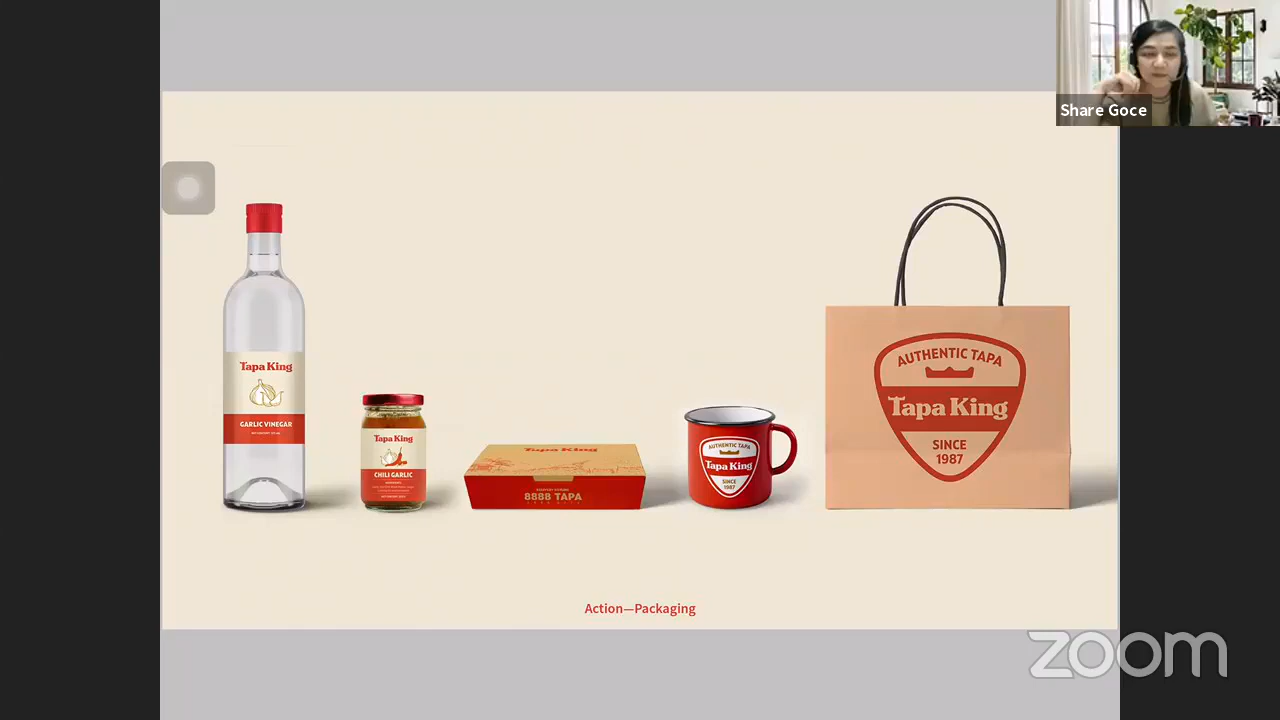 Share Goce
Tapa King
GARLIC VINEGAR
Tapa King
CHILI GARLIC
Tapa King
8888 TAPA
AUTHENTIC TAPA
Tapa King
SINCE
1987
AUTHENTIC TAPA
Tapa King
SINCE
1987
Action—Packaging
zoom